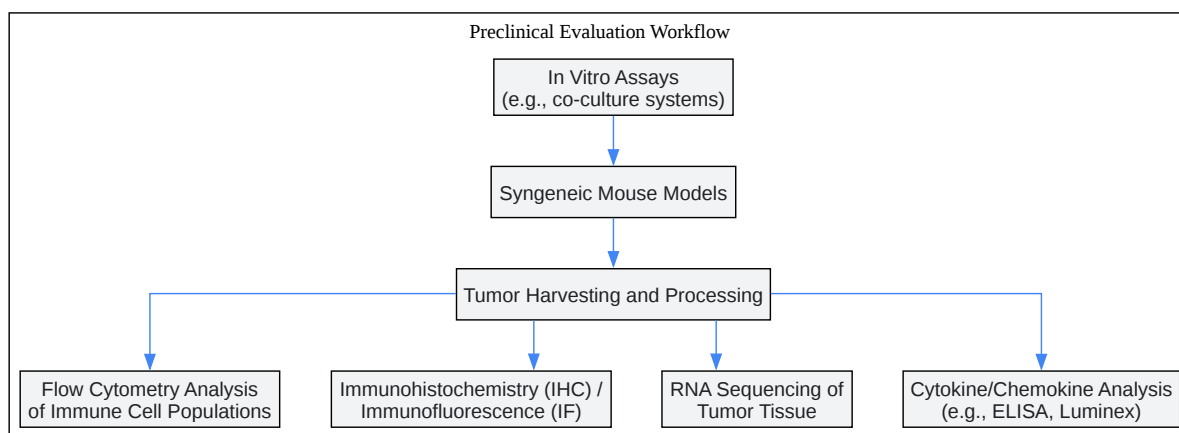 Preclinical Evaluation Workflow
In Vitro Assays
(e.g., co-culture systems)
Syngeneic Mouse Models
Tumor Harvesting and Processing
Flow Cytometry Analysis
of Immune Cell Populations
Immunohistochemistry (IHC) /
Immunofluorescence (IF)
RNA Sequencing of
Tumor Tissue
Cytokine/Chemokine Analysis
(e.g., ELISA, Luminex)